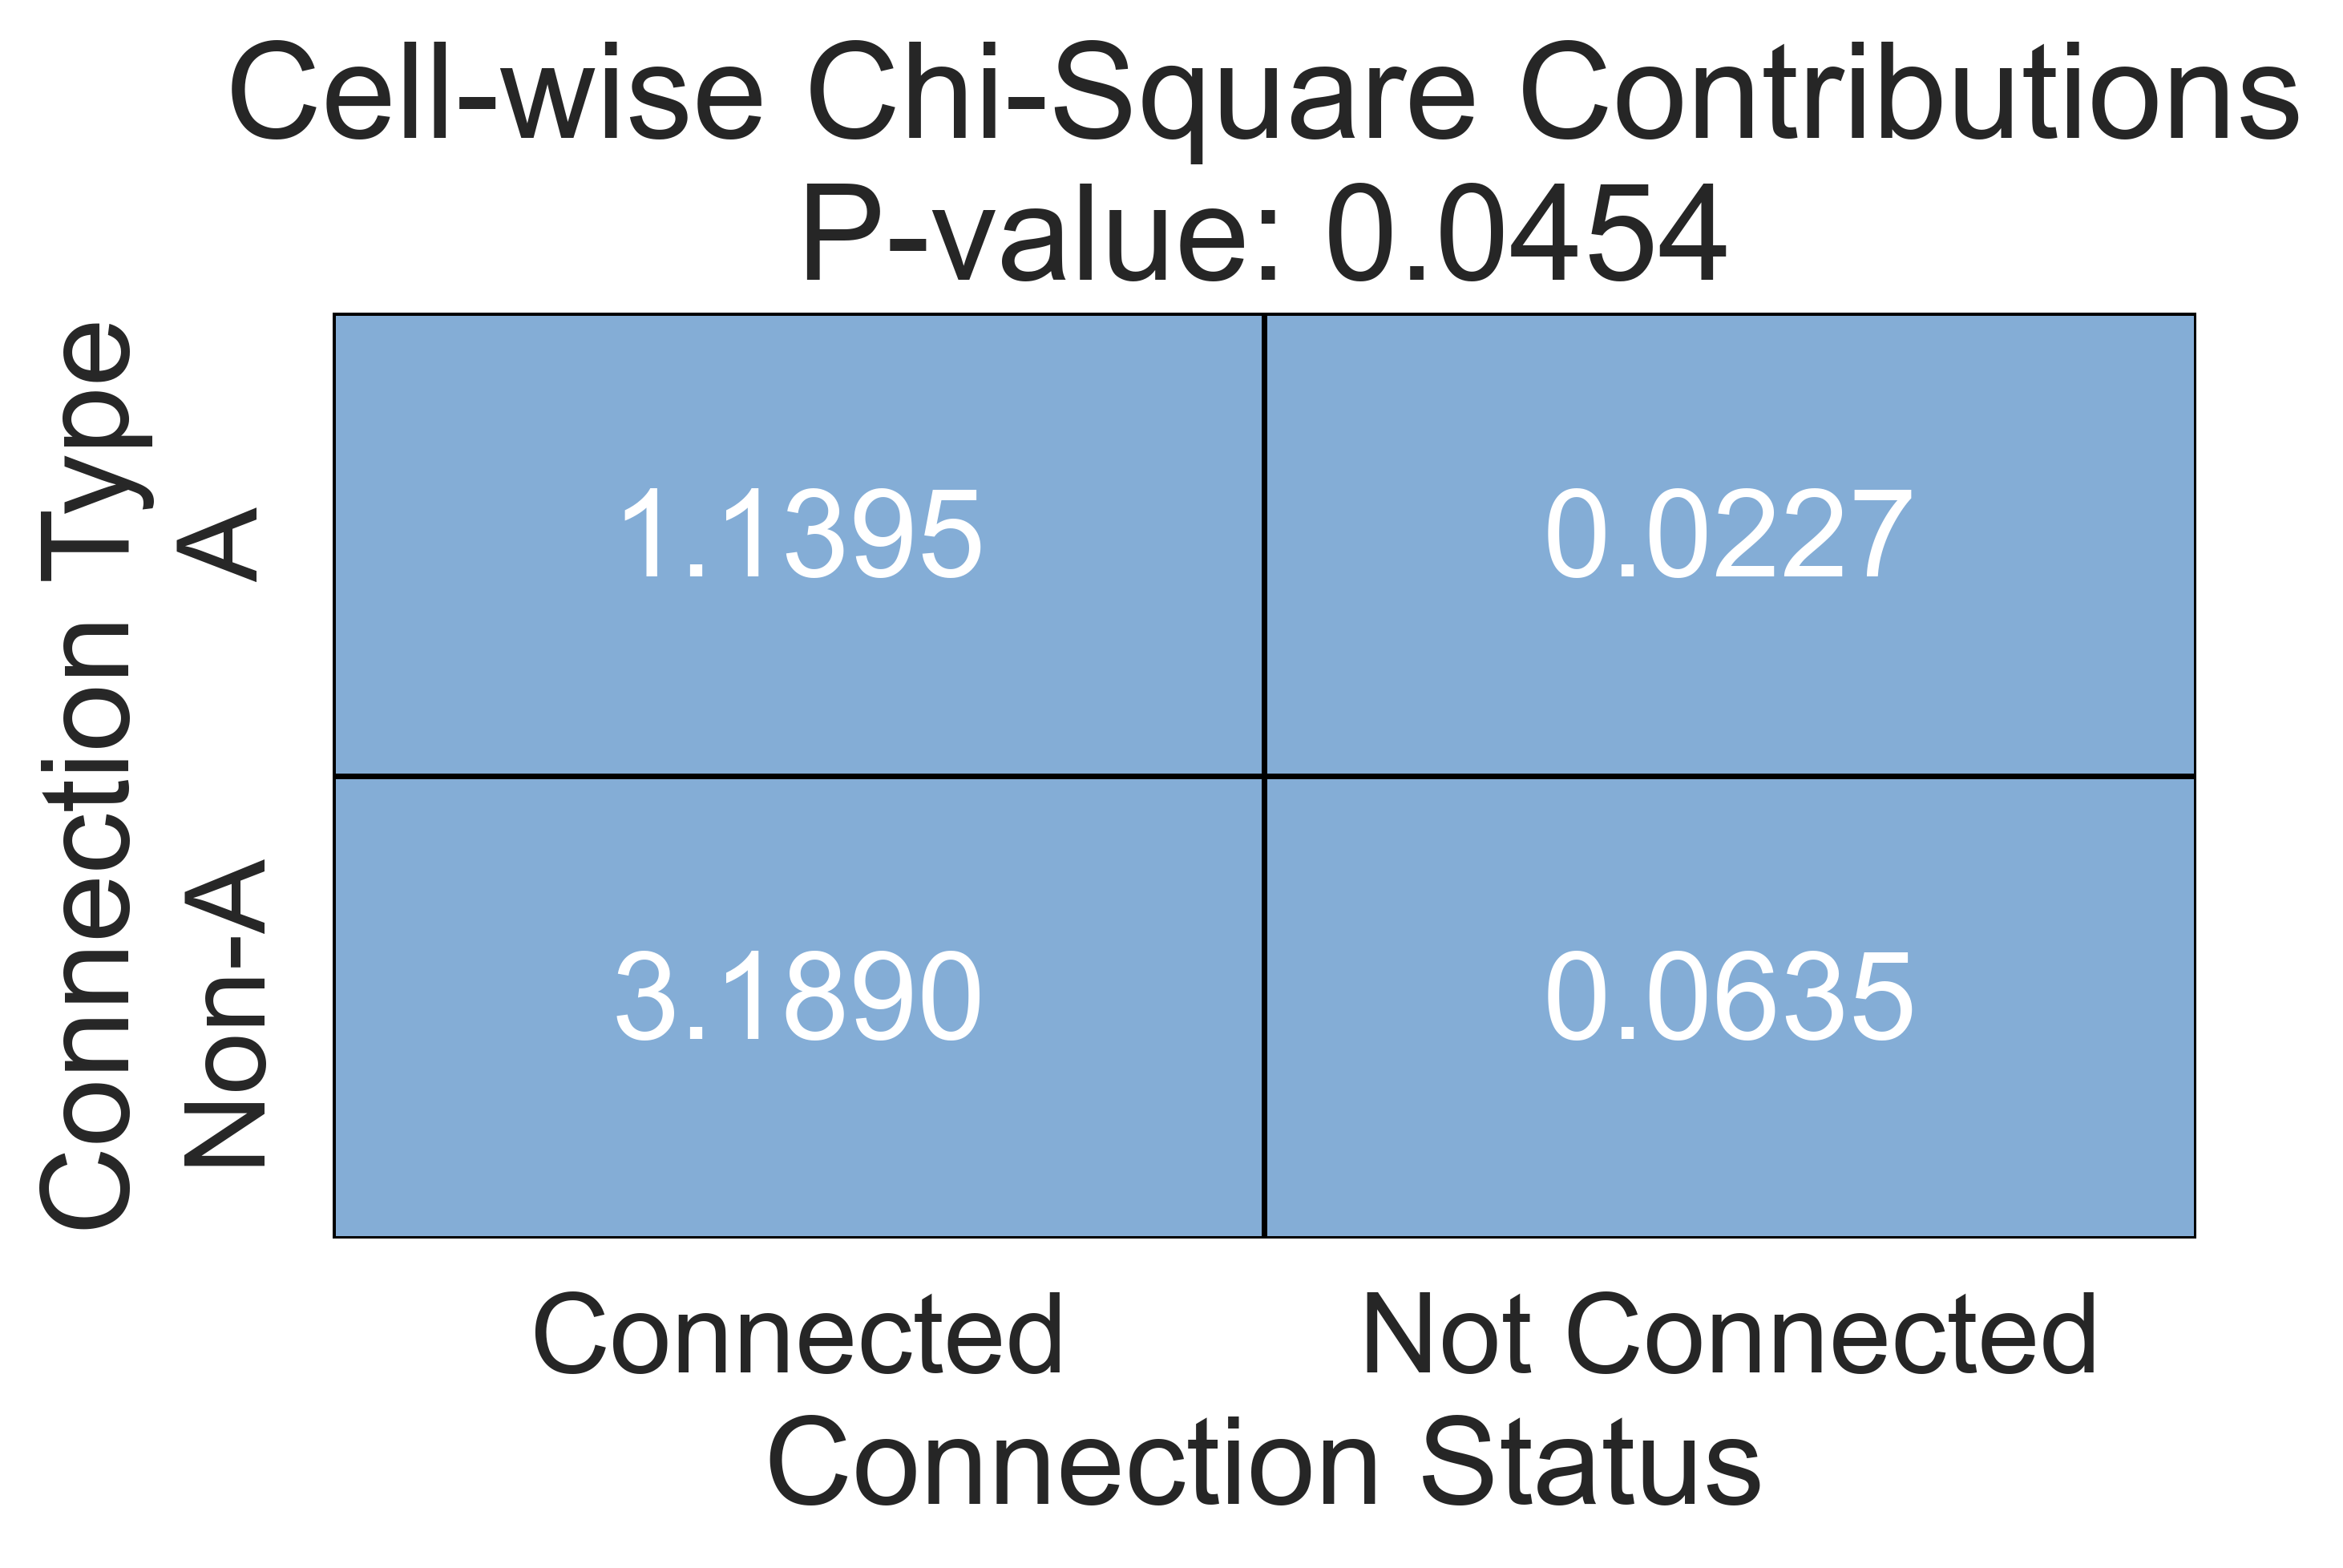 Cell-wise Chi-Square Contributions
P-value: 0.0454
Connection Type
A
1.1395
0.0227
Non-A
3.1890
0.0635
Connected
Not Connected
Connection Status